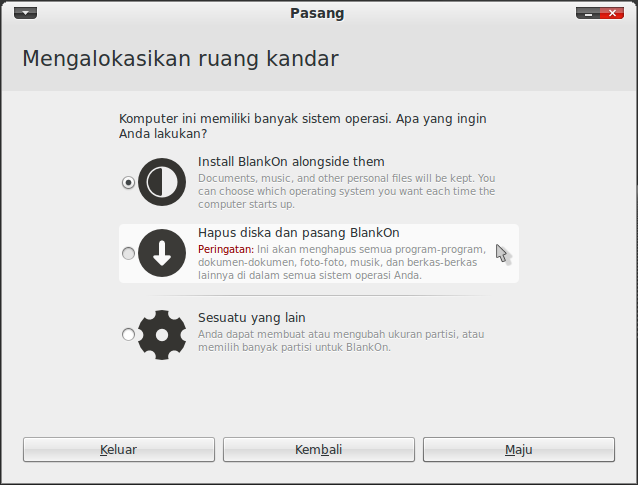 Pasang
Mengalokasikan ruang kandar
Komputer ini memiliki banyak sistem operasi. Apa yang ingin
Anda lakukan?
Install BlankOn alongside them
Documents, music, and other personal files will be kept. You
can choose which operating system you want each time the
computer starts up.
Hapus diska dan pasang BlankOn
Peringatan: Ini akan menghapus semua program-program,
dokumen-dokumen, foto-foto, musik, dan berkas-berkas
lainnya di dalam semua sistem operasi Anda.
Sesuatu yang lain
Anda dapat membuat atau mengubah ukuran partisi, atau
memilih banyak partisi untuk BlankOn.
Keluar
Kembali
Maju